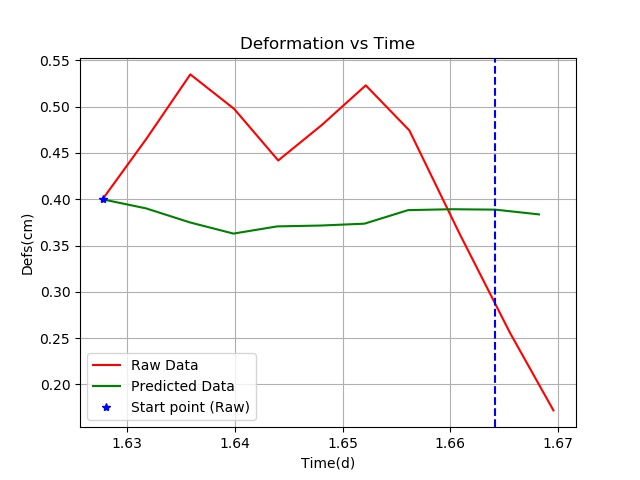 Deformation vs Time
Defs(cm)
0.55
0.50
0.45
0.40
0.35
0.30
0.25
0.20
Raw Data
Predicted Data
Start point (Raw)
1.63 1.64 1.65 1.66 1.67
Time(d)